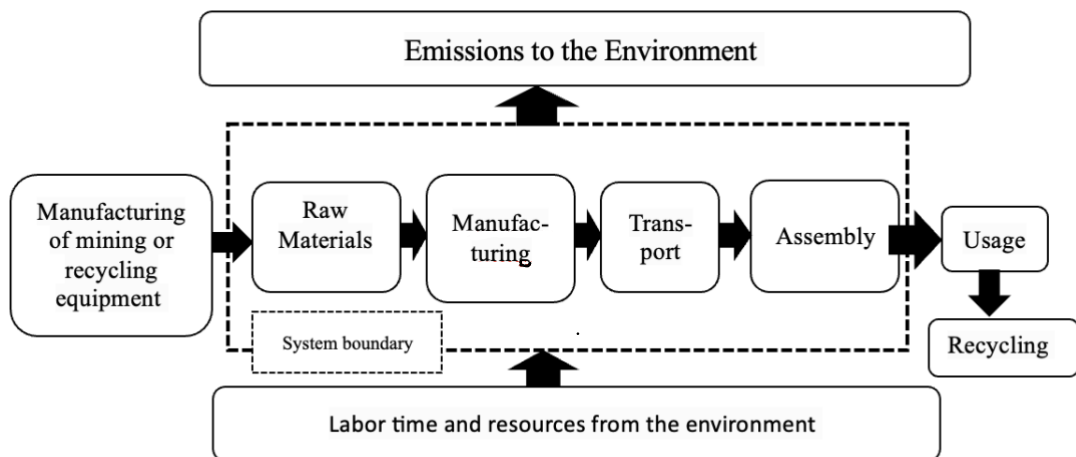 Emissions to the Environment
Manufacturing
of mining or
recycling
equipment
Raw
Materials
Manufac-
turing
Trans-
port
Assembly
Usage
Recycling
System boundary
Labor time and resources from the environment